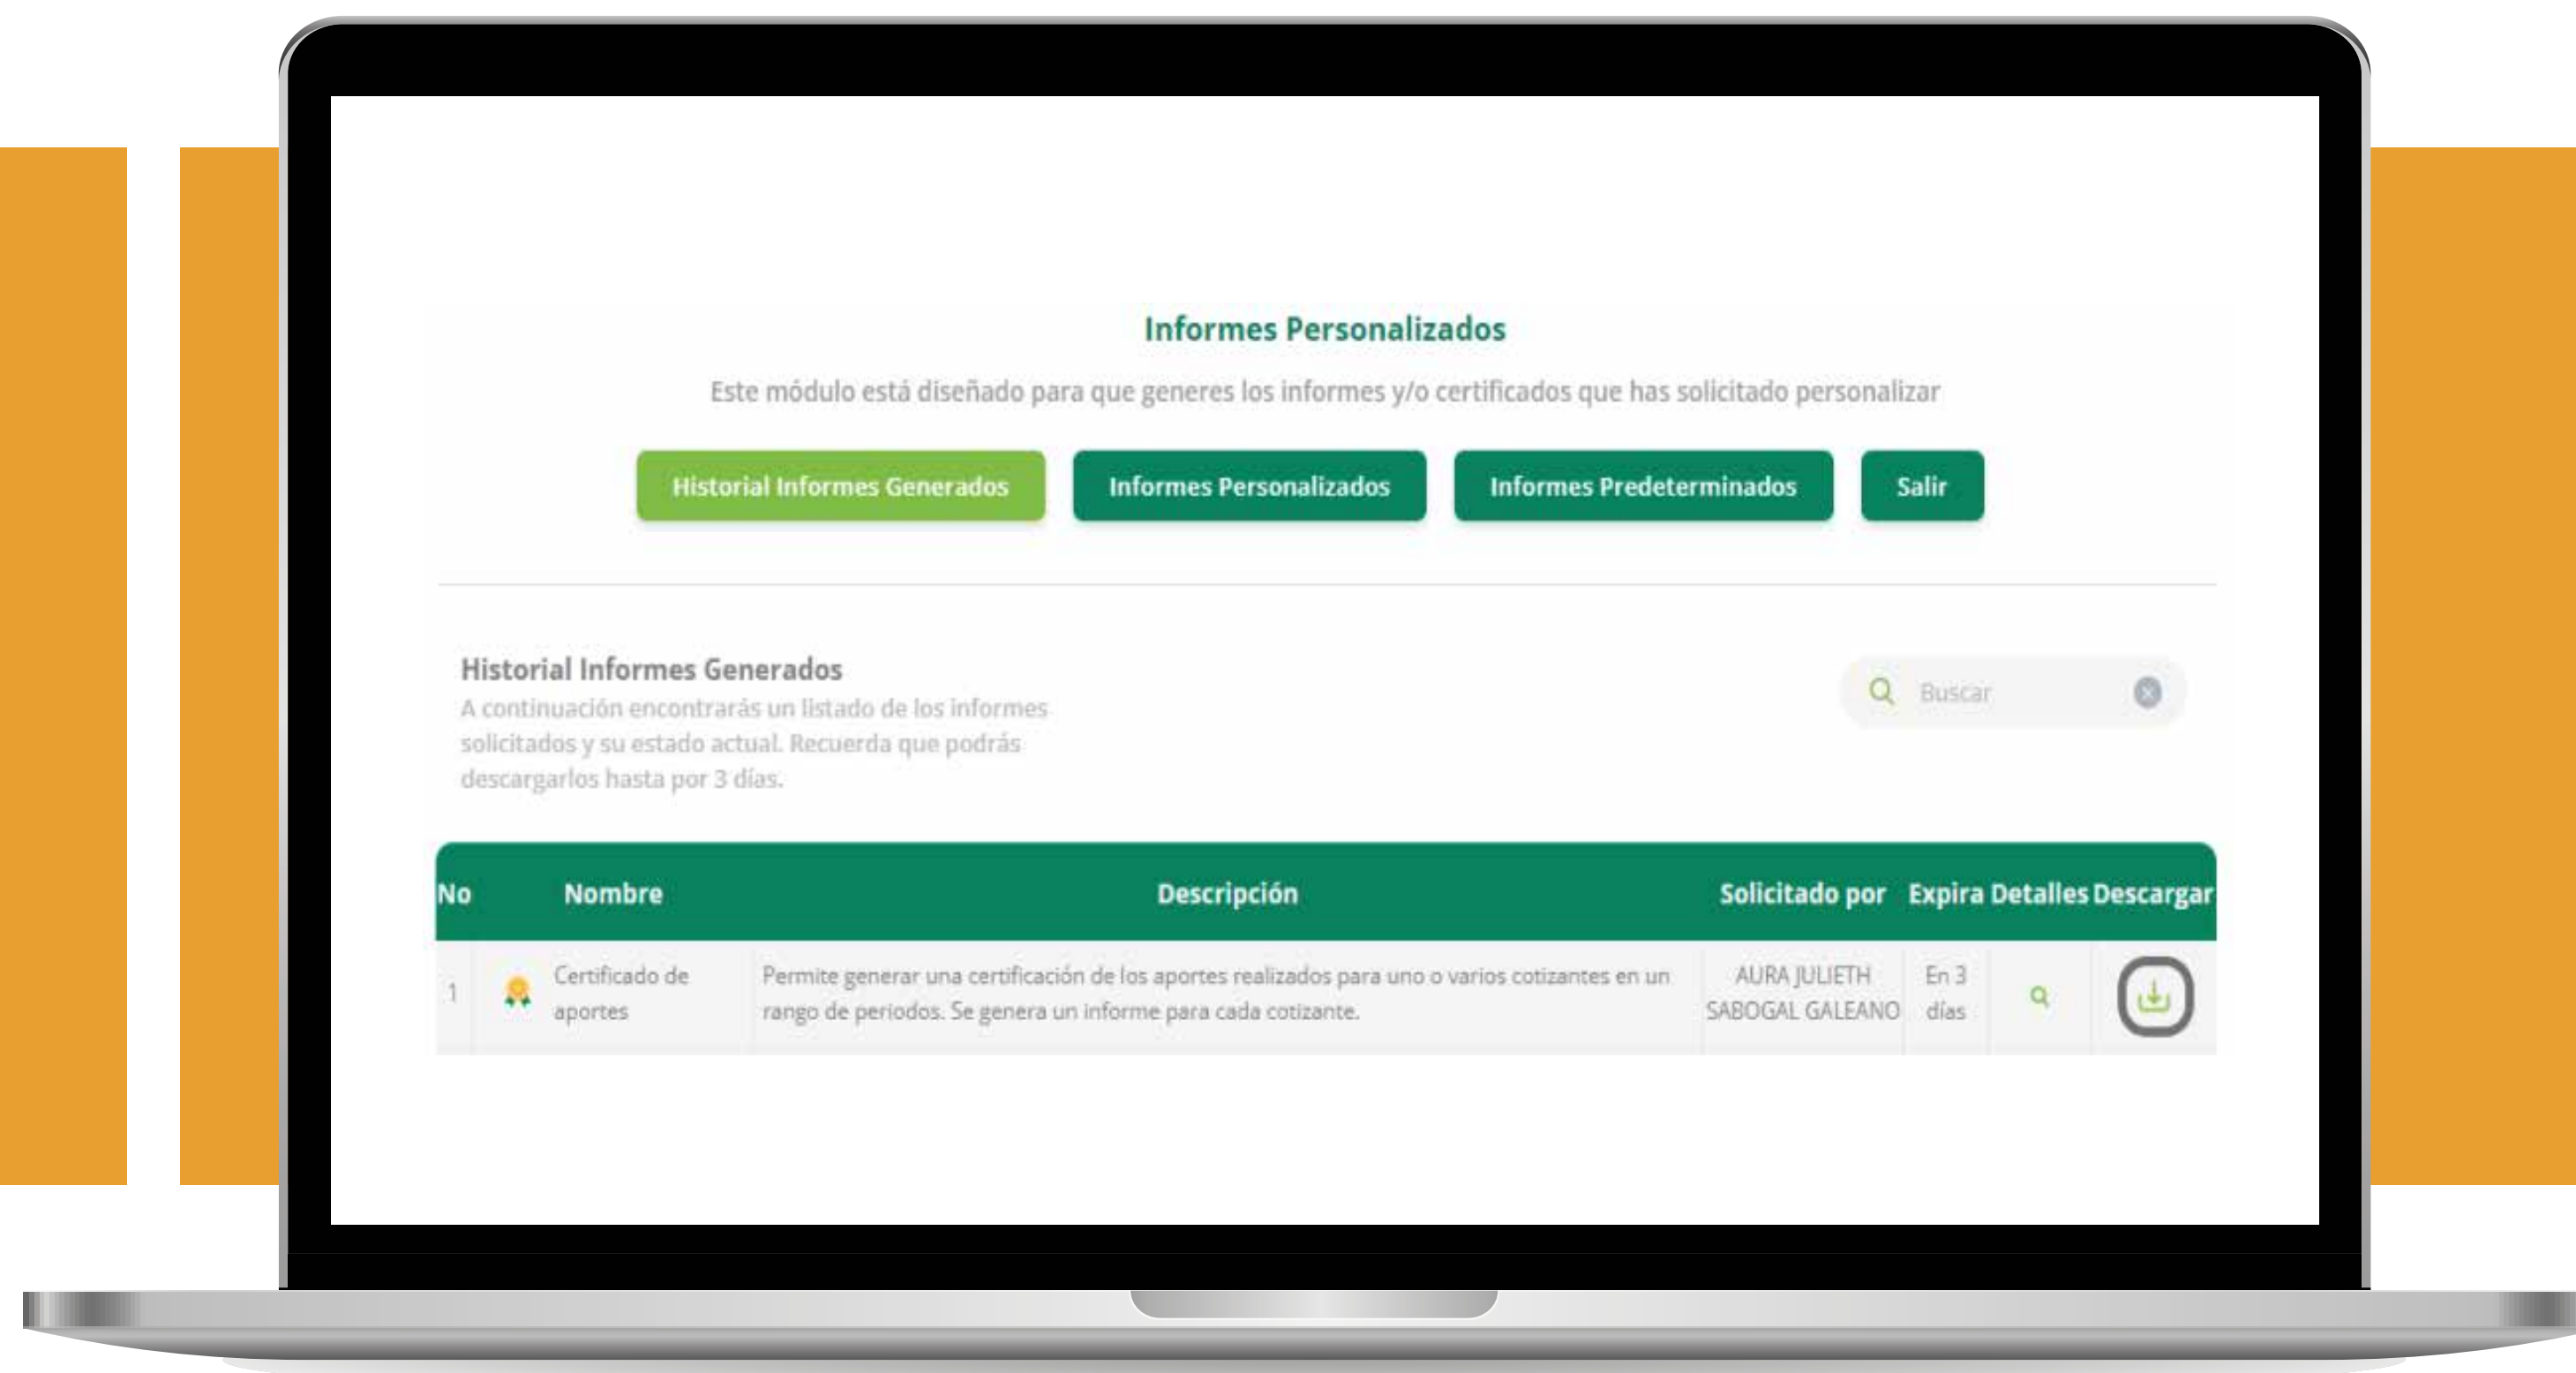 Informes Personalizados
Este módulo está diseñado para que generes los informes y/o certificados que has solicitado personalizar
Historial Informes Generados Informes Personalizados Informes Predeterminados Salir
Historial Informes Generados
A continuación encontrarás un listado de los informes
solicitados y su estado actual. Recuerda que podrás
descargarlos hasta por 3 días.
Buscar
No Nombre Descripción Solicitado por Expira Detalles Descargar
1 Certificado de aportes Permite generar una certificación de los aportes realizados para uno o varios cotizantes en un rango de periodos. Se genera un informe para cada cotizante. AURA JULIETH SABOGAL GALEANO En 3 días